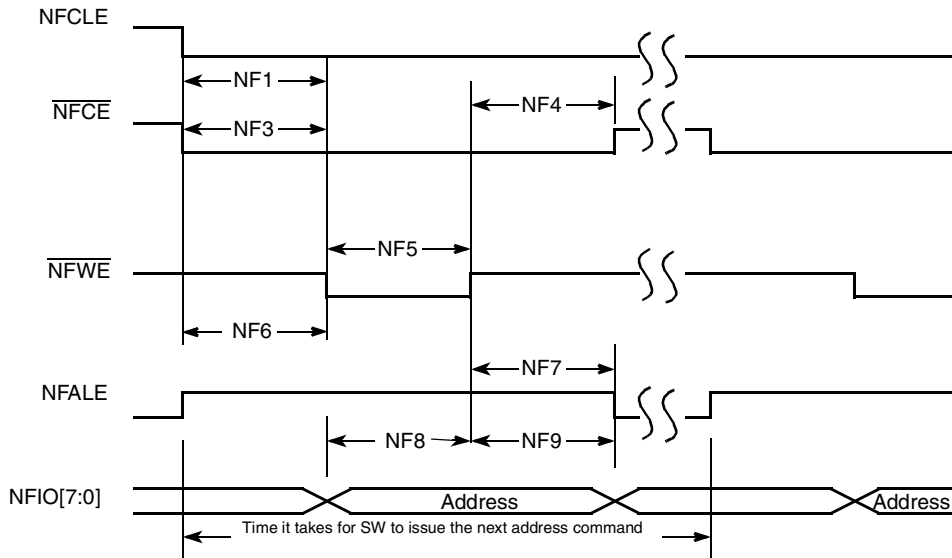 NFCLE
NF1
NFCE
NF4
NF3
NF5
NFWE
NF6
NF7
NFALE
NF8
NF9
NFIO[7:0]
Address
Address
Time it takes for SW to issue the next address command